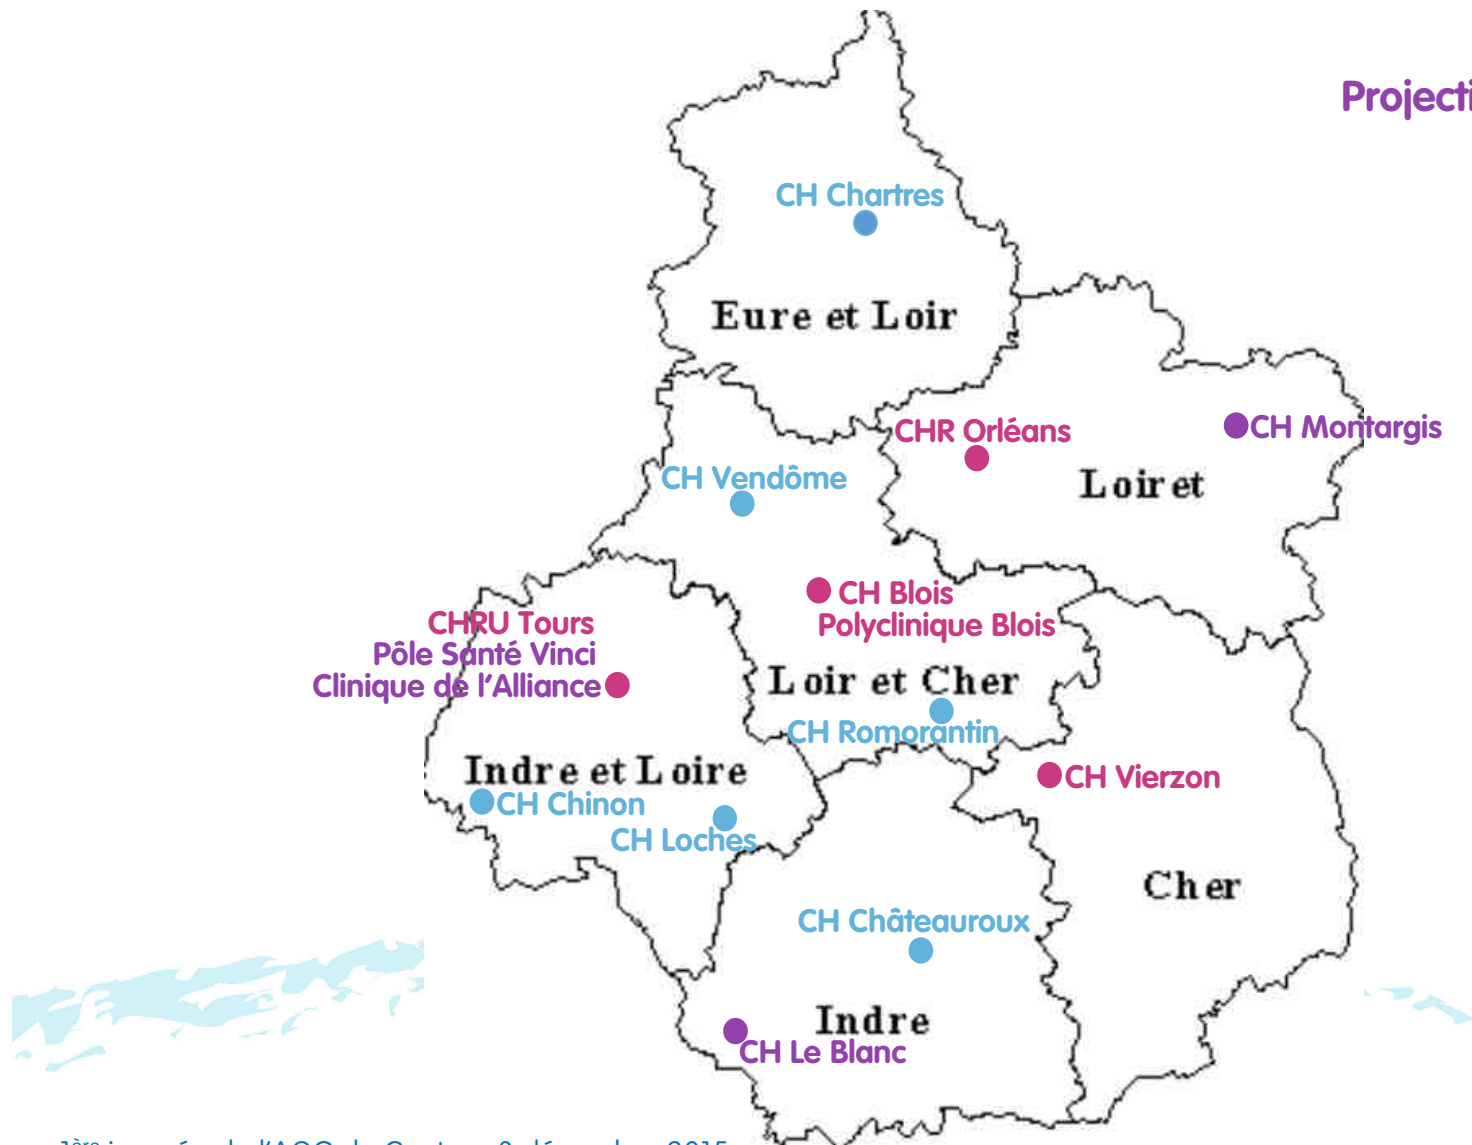 Projecti
CH Chartres
Eure et Loir
CHR Orléans
CH Montargis
CH Vendôme
Loiret
CH Blois
Polyclinique Blois
CHRU Tours
Pôle Santé Vinci
Clinique de l'Alliance
Loir et Cher
CH Romorantin
Indre et Loire
CH Vierzon
CH Chinon
CH Loches
Cher
CH Châteauroux
Indre
CH Le Blanc